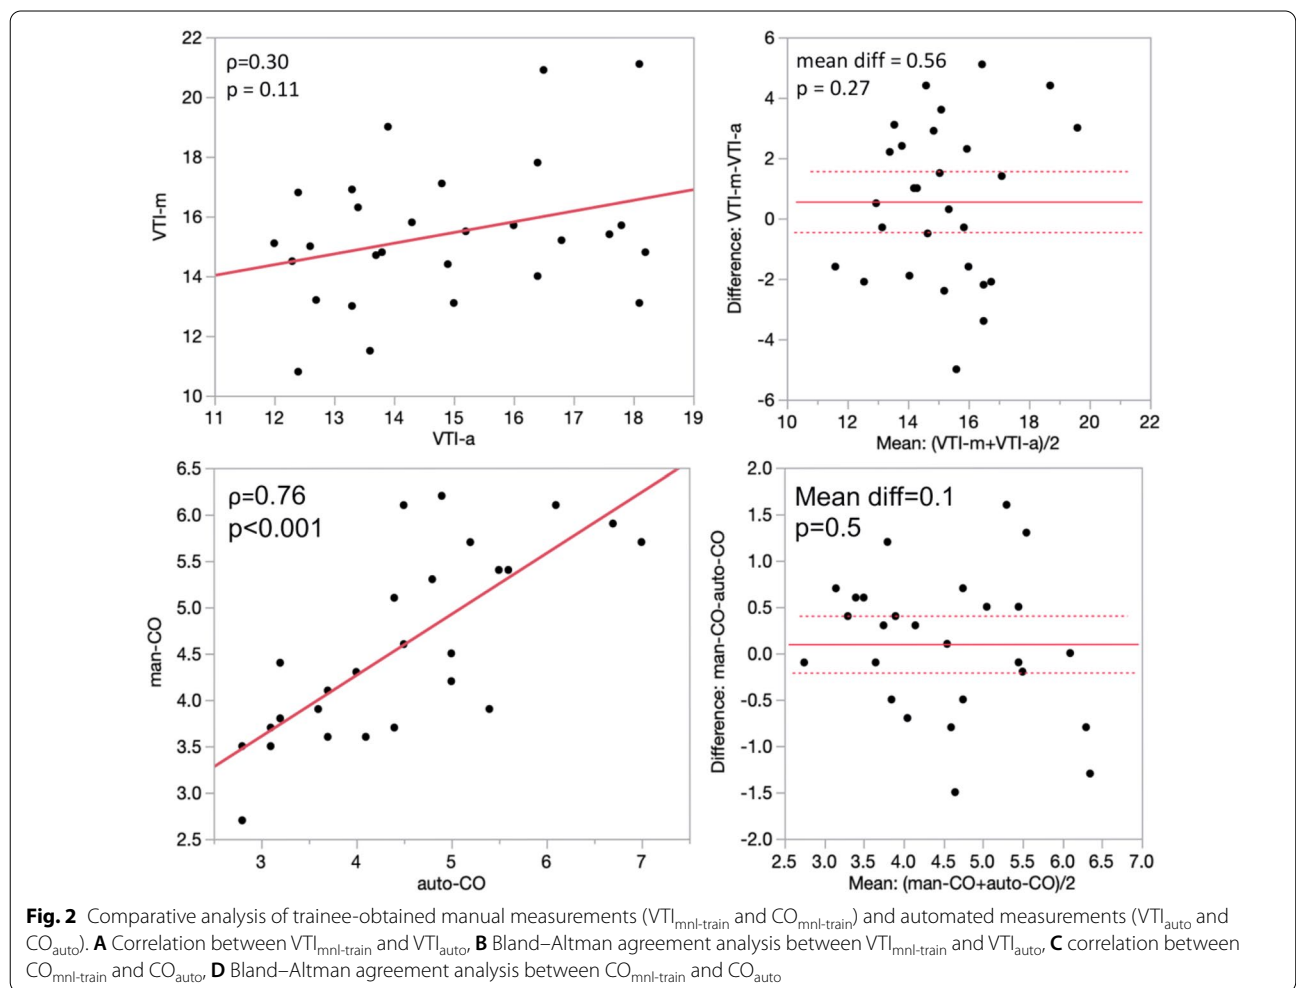 22
20
18
16
14
12
10
VTI-m
ρ=0.30
p = 0.11
11 12 13 14 15 16 17 18 19
VTI-a
6
4
2
0
-2
-4
-6
Difference: VTI-m-VTI-a
mean diff = 0.56
p = 0.27
10 12 14 16 18 20 22
Mean: (VTI-m+VTI-a)/2
6.5
6.0
5.5
5.0
4.5
4.0
3.5
3.0
2.5
man-CO
ρ=0.76
p<0.001
3 4 5 6 7
auto-CO
2.0
1.5
1.0
0.5
0.0
-0.5
-1.0
-1.5
-2.0
Difference: man-CO-auto-CO
Mean diff=0.1
p=0.5
2.5 3.0 3.5 4.0 4.5 5.0 5.5 6.0 6.5 7.0
Mean: (man-CO+auto-CO)/2
Fig. 2 Comparative analysis of trainee-obtained manual measurements (VTImnl-train and COmnl-train) and automated measurements (VTIauto and
COauto). A Correlation between VTImnl-train and VTIauto, B Bland–Altman agreement analysis between VTImnl-train and VTIauto, C correlation between
COmnl-train and COauto, D Bland–Altman agreement analysis between COmnl-train and COauto